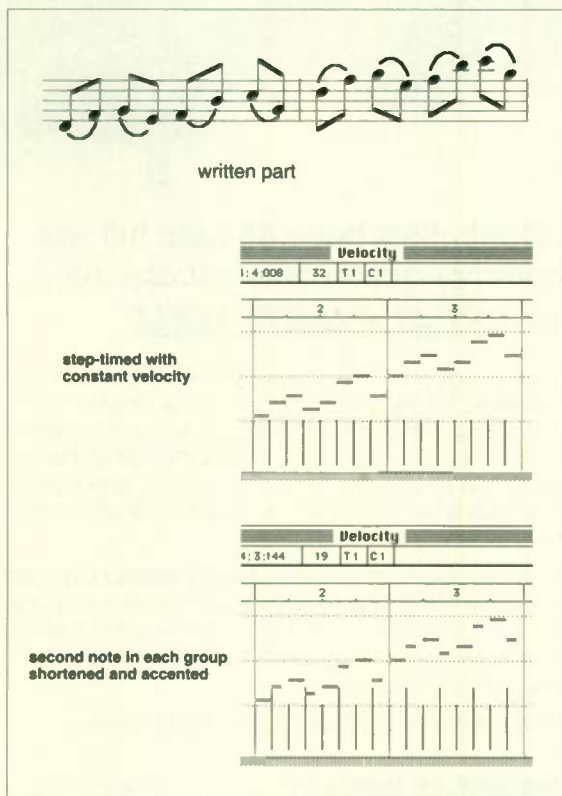 written part
Velocity
4:4:008 32 T1 C1
2 3
step-timed with
constant velocity
Velocity
4:3:144 19 T1 C1
2 3
second note in each group
shortened and accented